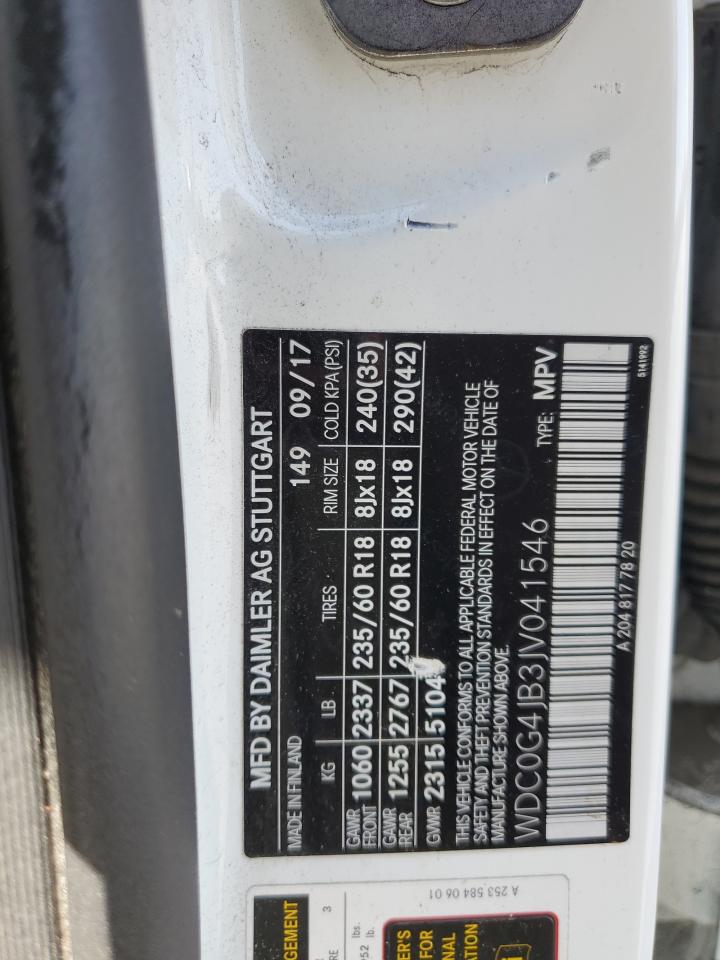 MFD BY DAIMLER AG STUTTGART
MADE IN FINLAND 149 09/17
KG LB TIRES RIM SIZE COLD KPA (PSI)
GAWR FRONT 1060 2337 235/60 R18 8Jx18 240(35)
GAWR REAR 1255 2767 235/60 R18 8Jx18 290(42)
GVWR 2315 5104
THIS VEHICLE CONFORMS TO ALL APPLICABLE FEDERAL MOTOR VEHICLE
SAFETY AND THEFT PREVENTION STANDARDS IN EFFECT ON THE DATE OF
MANUFACTURE SHOWN ABOVE.
WDC0G4JB3JV041546 TYPE: MPV
A 204 817 78 20 5141992
A 253 584 06 01
3
lbs.
lb.